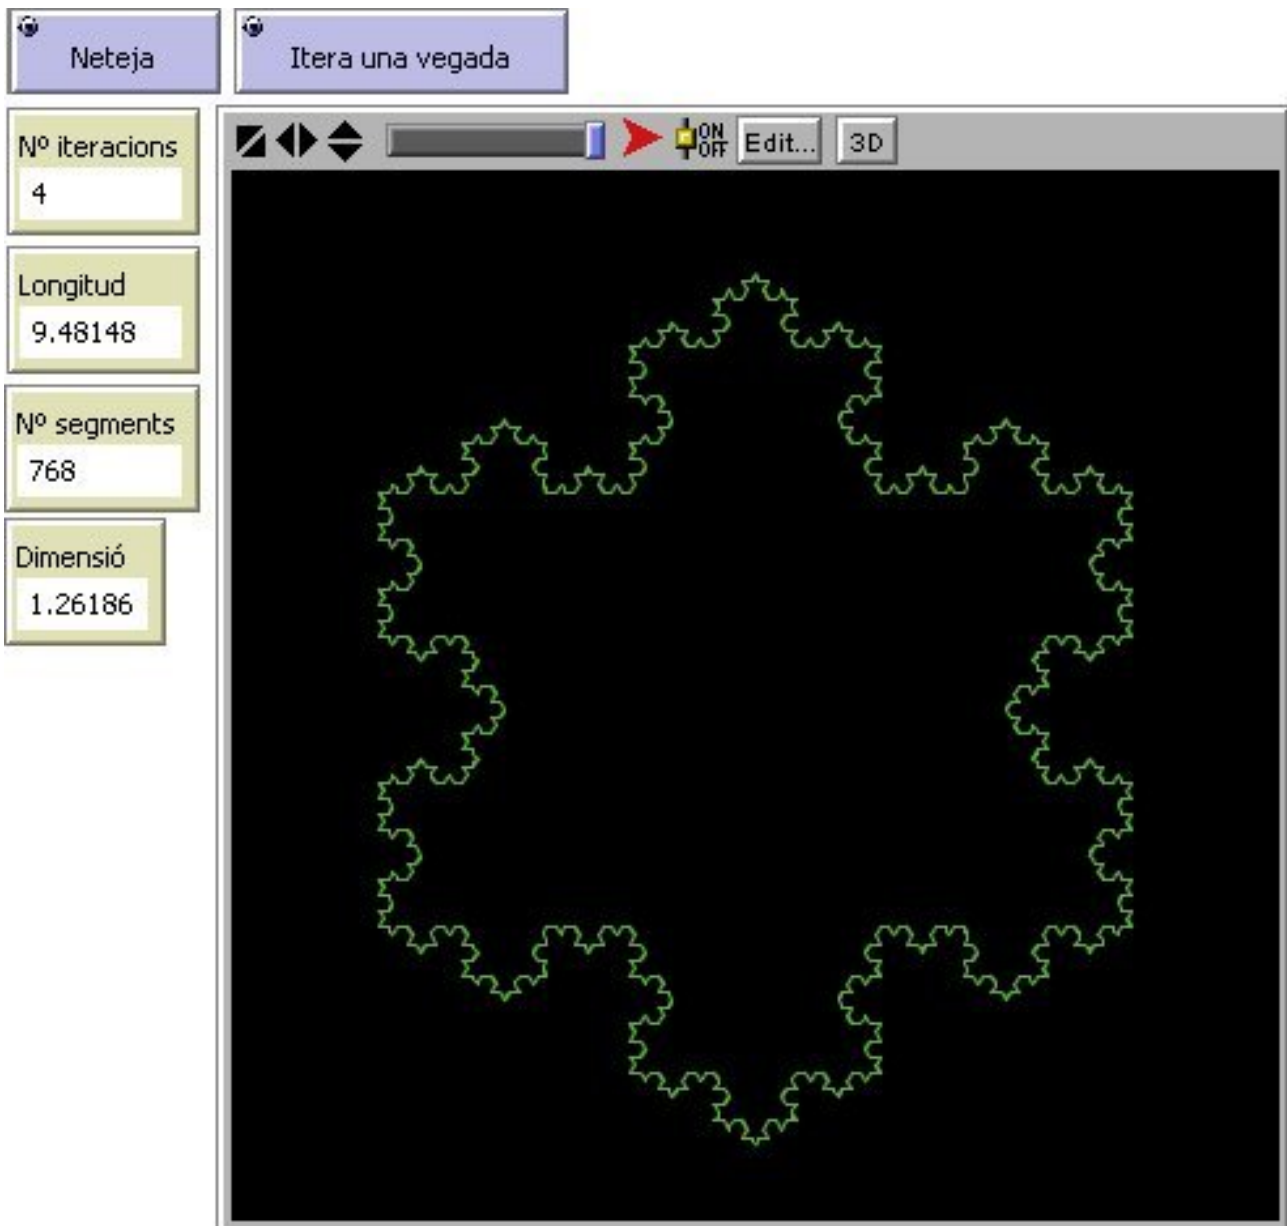 Neteja
Itera una vegada
Nº iteracions
4
ON
OFF
Edit...
3D
Longitud
9.48148
Nº segments
768
Dimensió
1.26186